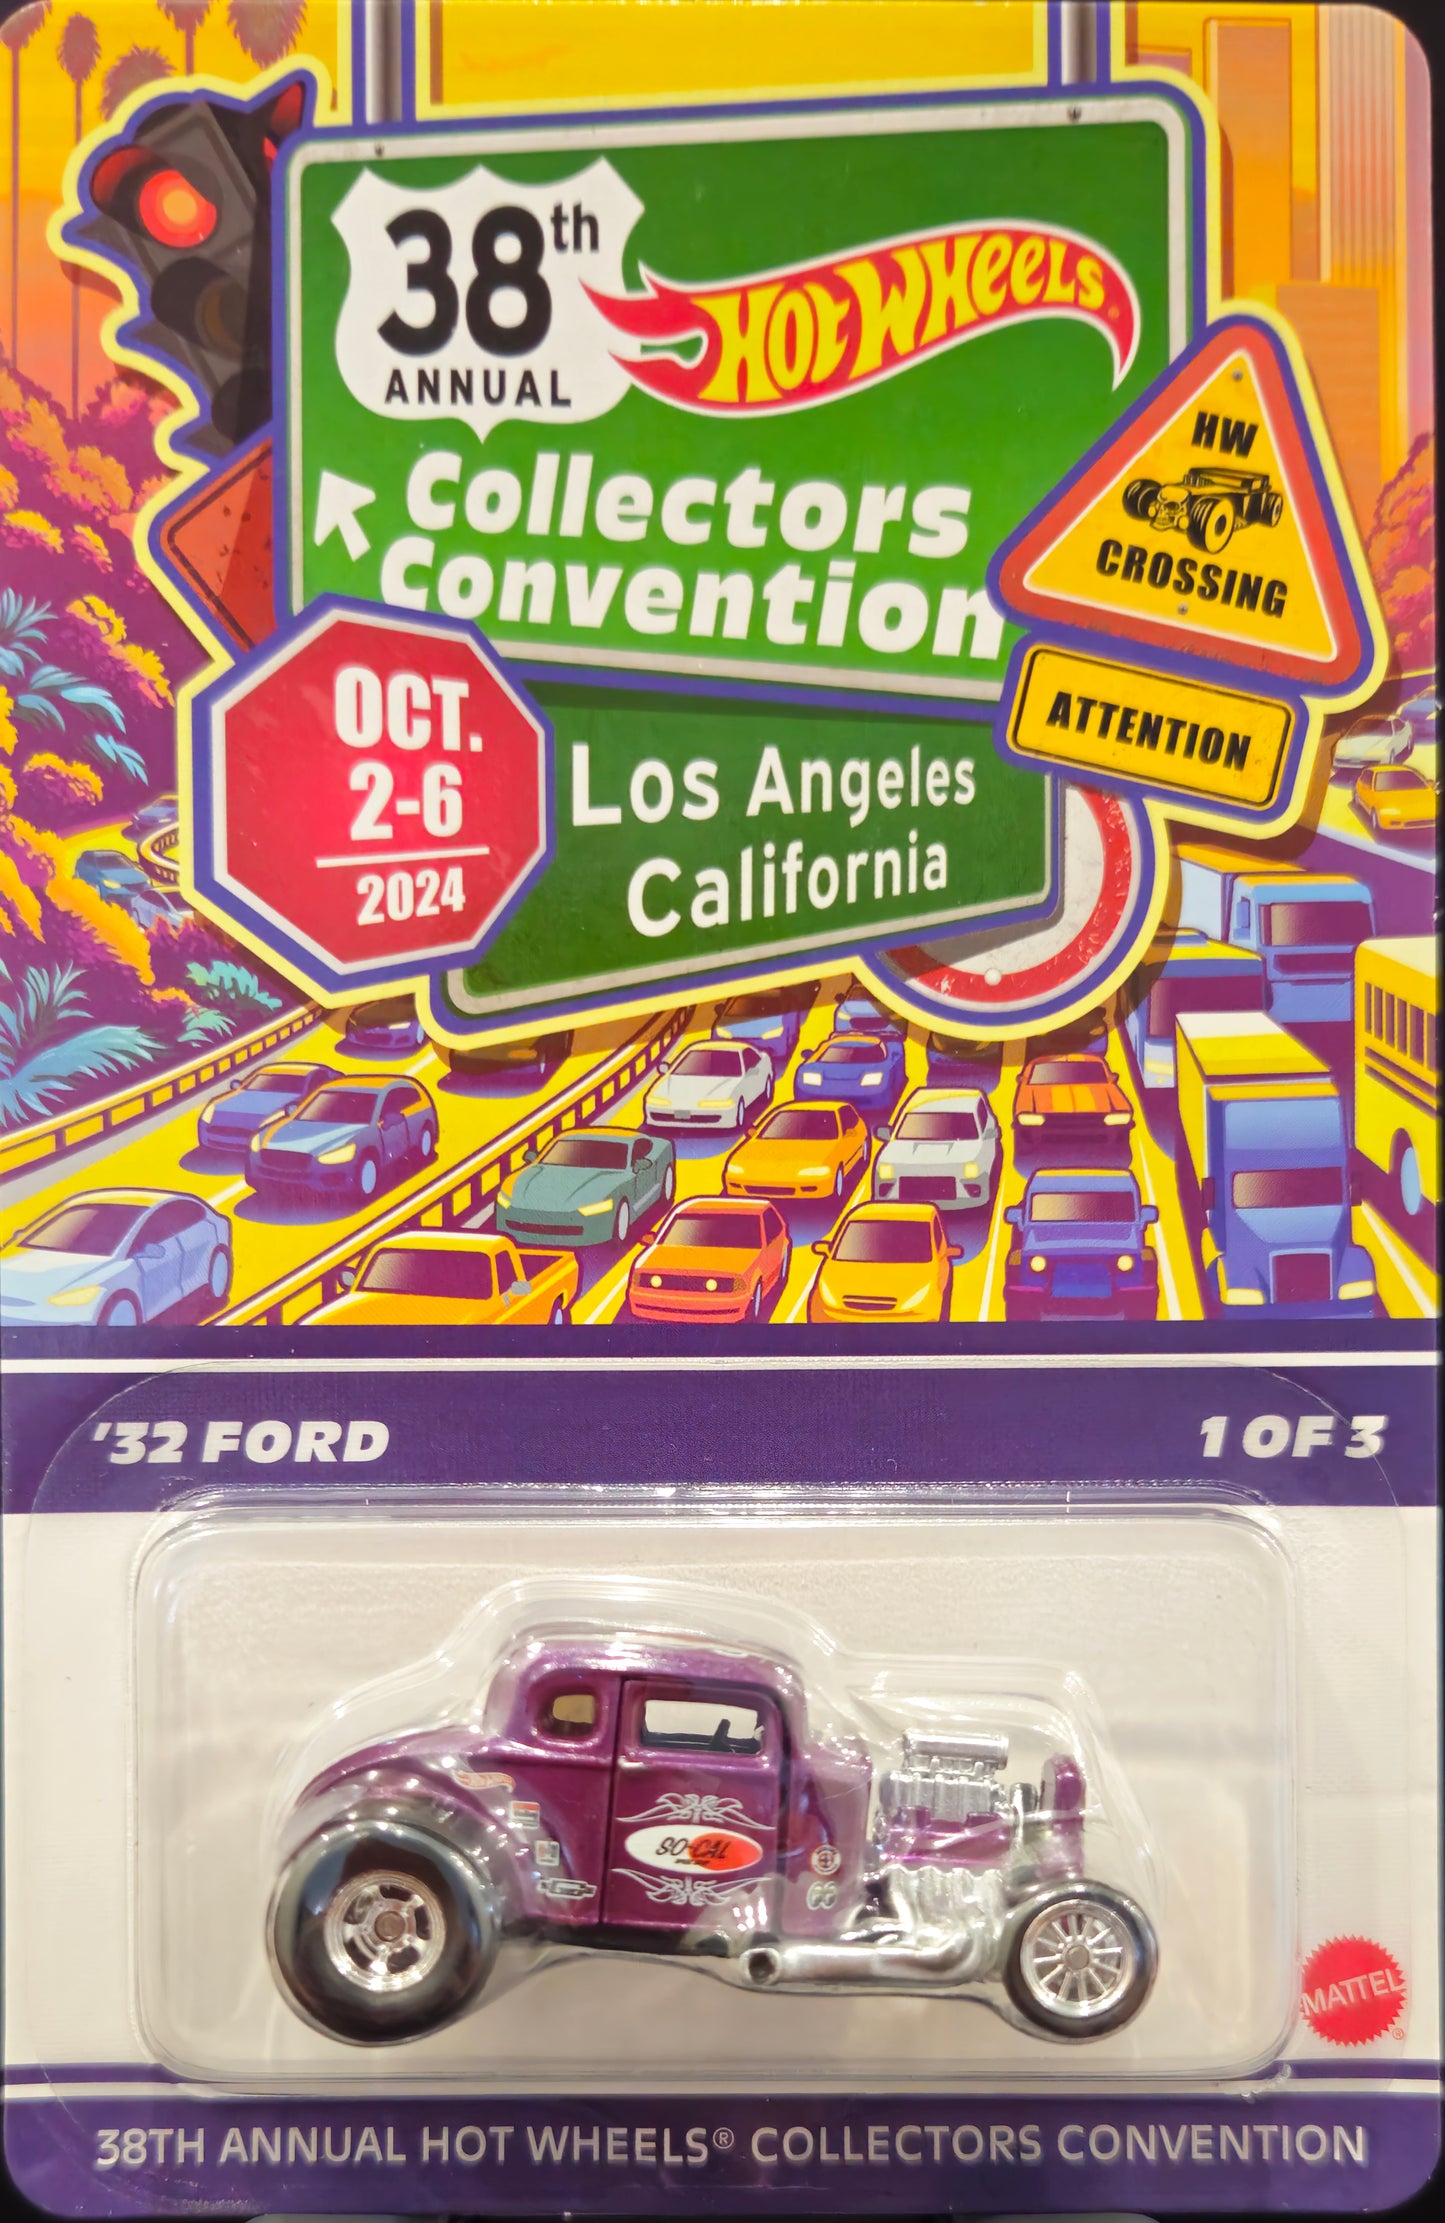 38th
ANNUAL
HOT WHEELS
Collectors
Convention
HW
CROSSING
ATTENTION
OCT.
2-6
2024
Los Angeles
California
'32 FORD
1 OF 3
SO-CAL
MATTEL
38TH ANNUAL HOT WHEELS® COLLECTORS CONVENTION